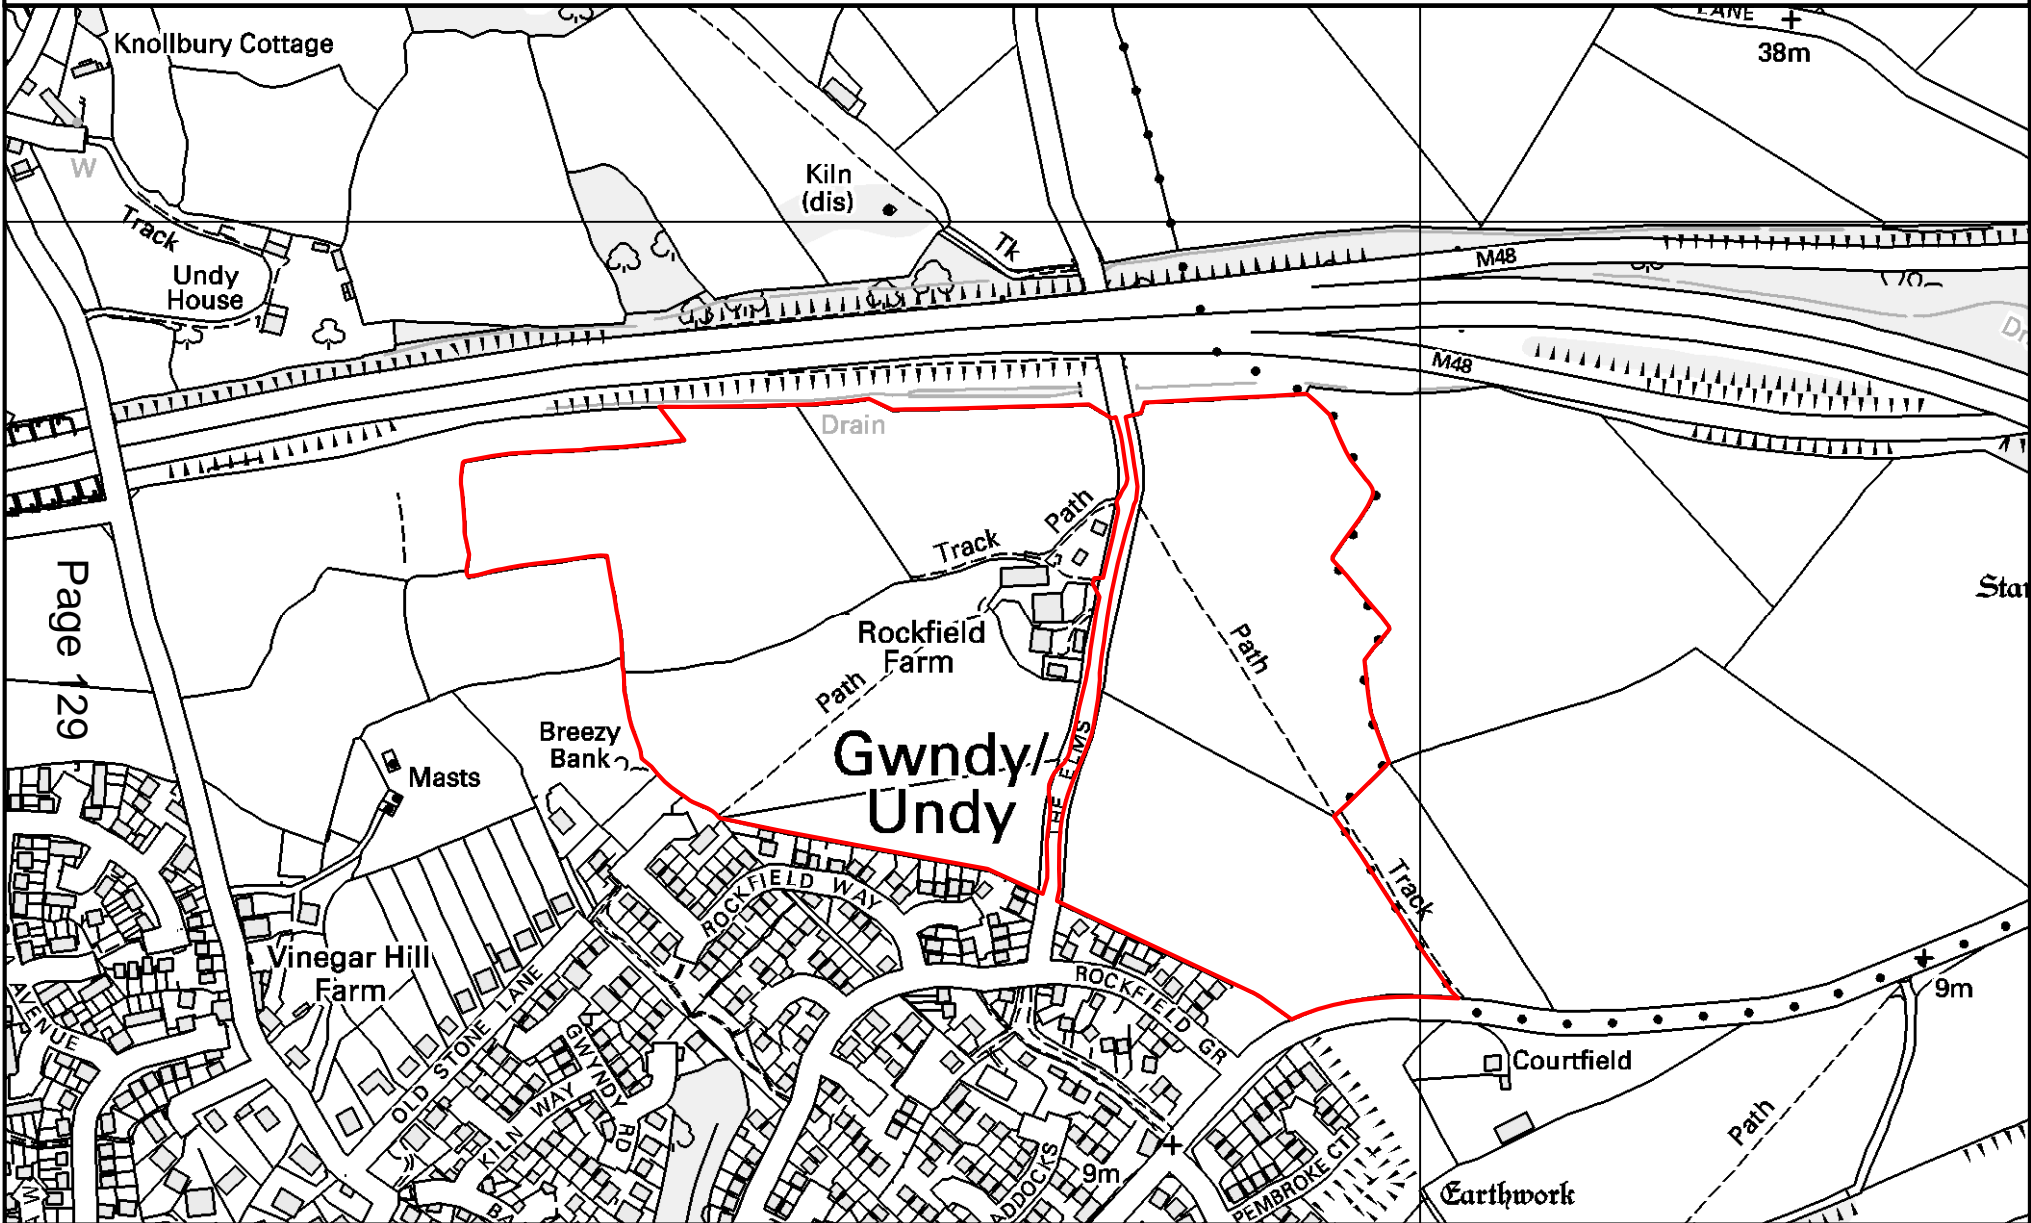 LANE
38m
Knollbury Cottage
W
Kiln
(dis)
Track
Tk
Undy
House
M48
M48
Drain
Path
Track
Page 129
Rockfield
Farm
Path
Path
Breezy
Bank
Gwndy/
Undy
THE ELMS
Masts
Track
ROCKFIELD WAY
Vinegar Hill
Farm
ROCKFIELD GR
9m
AVENUE
OLD STONE LANE
GWYNDY RD
KILN WAY
Courtfield
Path
9m
PEMBROKE CT
Earthwork